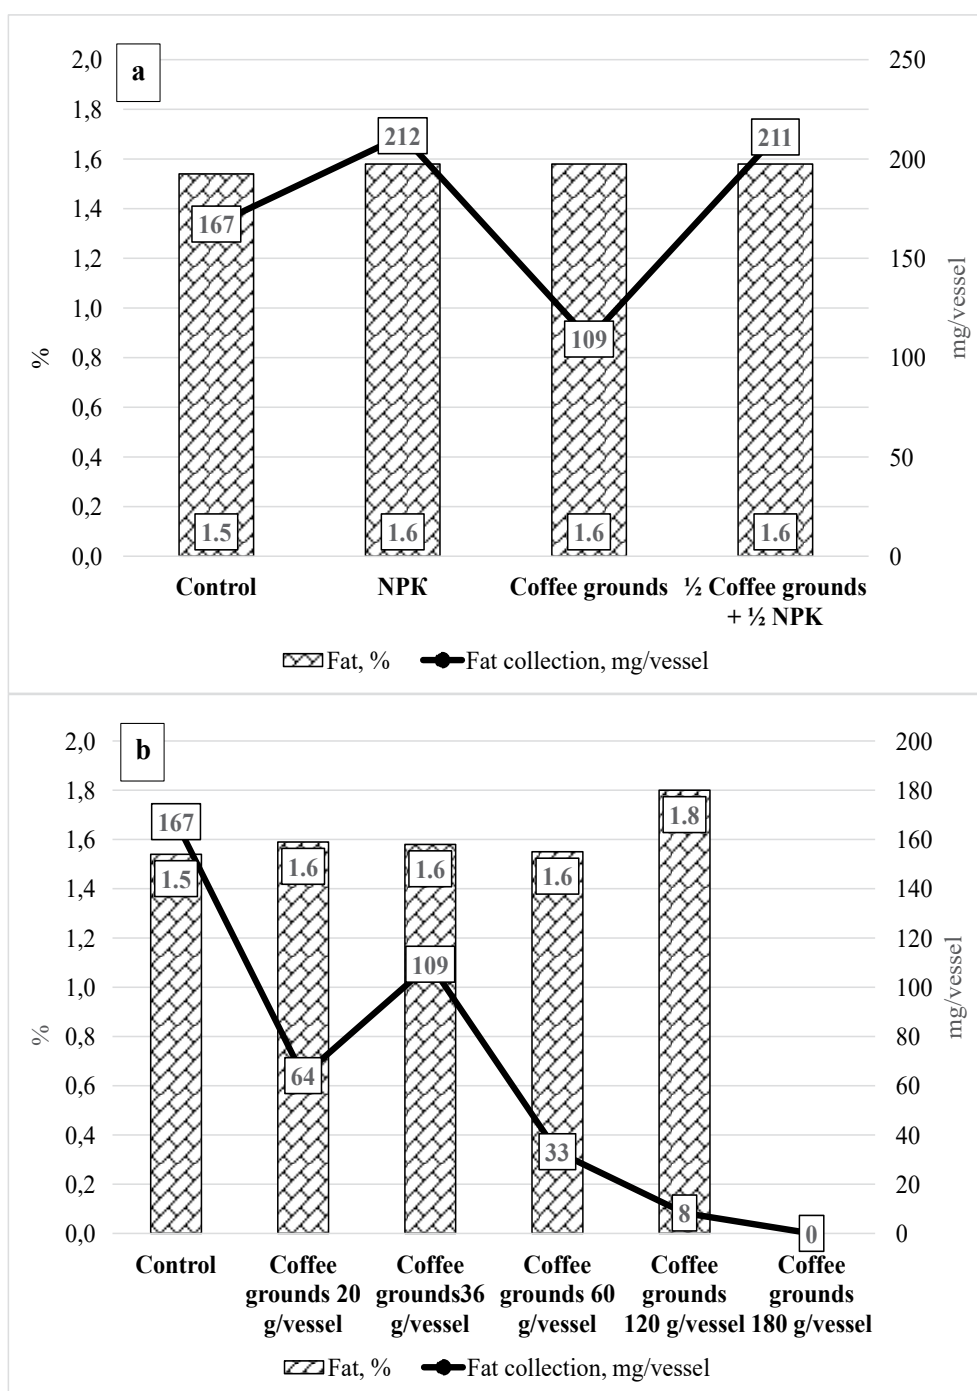 a
2,0
1,8
1,6
1,4
1,2
1,0
0,8
0,6
0,4
0,2
0,0
%
250
200
150
100
50
0
mg/vessel
167
212
109
211
1.5
1.6
1.6
1.6
Control
NPK
Coffee grounds
½ Coffee grounds
+ ½ NPK
Fat, %
Fat collection, mg/vessel
b
2,0
1,8
1,6
1,4
1,2
1,0
0,8
0,6
0,4
0,2
0,0
%
200
180
160
140
120
100
80
60
40
20
0
mg/vessel
167
64
109
33
8
0
1.5
1.6
1.6
1.6
1.8
Control
Coffee
grounds 20
g/vessel
Coffee
grounds36
g/vessel
Coffee
grounds 60
g/vessel
Coffee
grounds
120 g/vessel
Coffee
grounds
180 g/vessel
Fat, %
Fat collection, mg/vessel